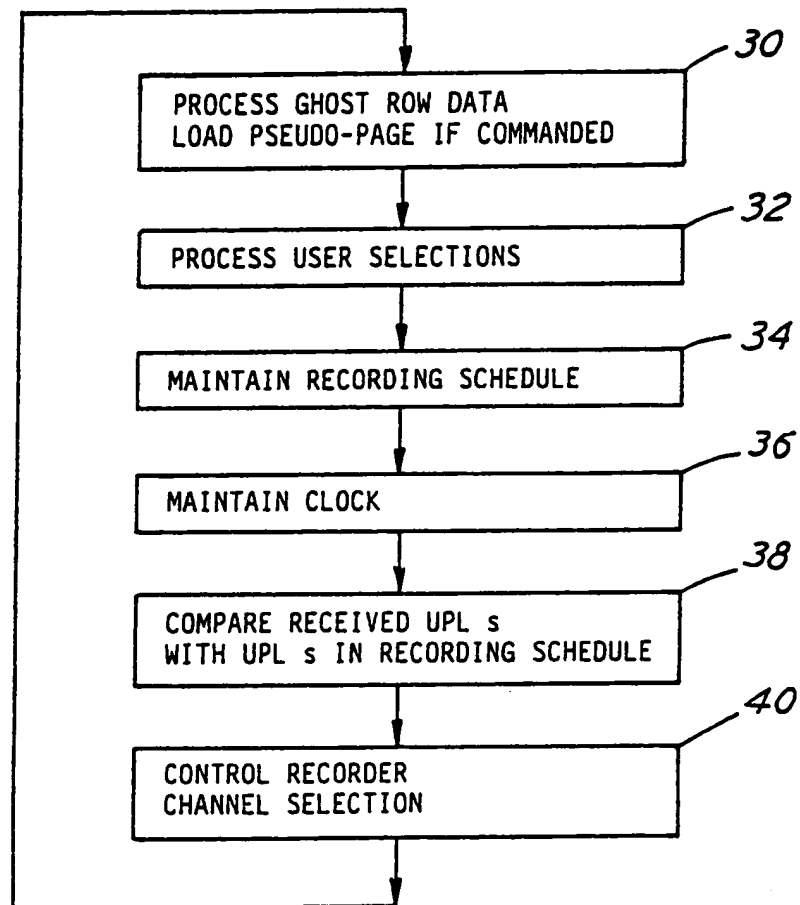 30
PROCESS GHOST ROW DATA
LOAD PSEUDO-PAGE IF COMMANDED
32
PROCESS USER SELECTIONS
34
MAINTAIN RECORDING SCHEDULE
36
MAINTAIN CLOCK
38
COMPARE RECEIVED UPL s
WITH UPL s IN RECORDING SCHEDULE
40
CONTROL RECORDER
CHANNEL SELECTION